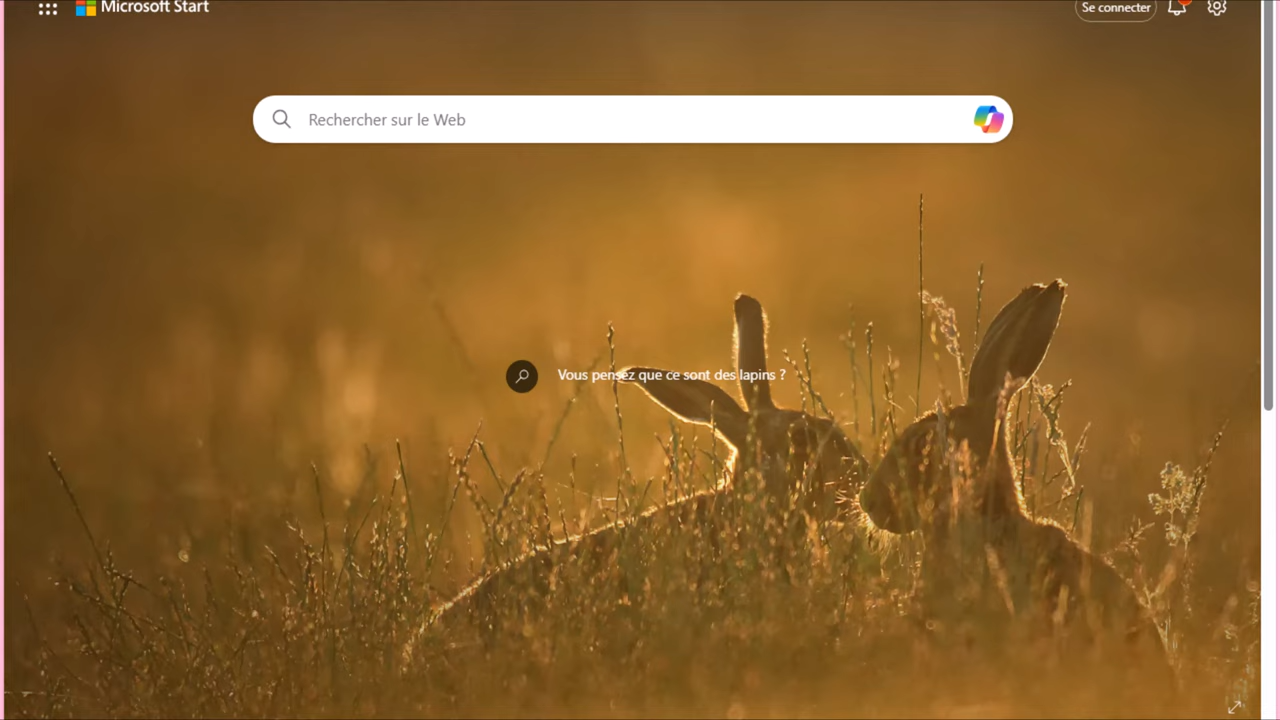 Microsoft Start
Se connecter
Rechercher sur le Web
Vous pensez que ce sont des lapins ?